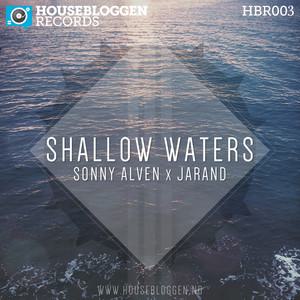 HOUSEBLOGGEN
RECORDS
HBR003
SHALLOW WATERS
SONNY ALVEN x JARAND
WWW.HOUSEBLOGGEN.NO